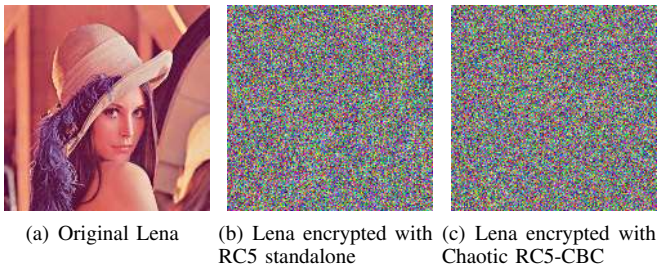 (a) Original Lena
(b) Lena encrypted with
RC5 standalone
(c) Lena encrypted with
Chaotic RC5-CBC